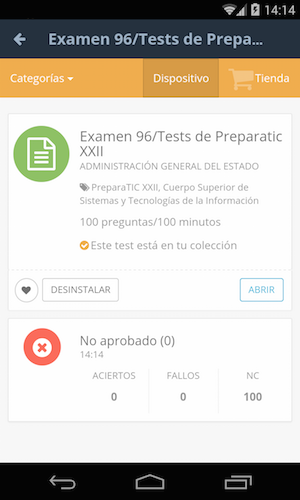 14:14
Examen 96/Tests de Prepa...
Categorías
Dispositivo
Tienda
Examen 96/Tests de Preparatic
XXII
ADMINISTRACIÓN GENERAL DEL ESTADO
PreparaTIC XXII, Cuerpo Superior de
Sistemas y Tecnologías de la Información
100 preguntas/100 minutos
Este test está en tu colección
DESINSTALAR
ABRIR
No aprobado (0)
14:14
ACIERTOS
FALLOS
NC
0
0
100